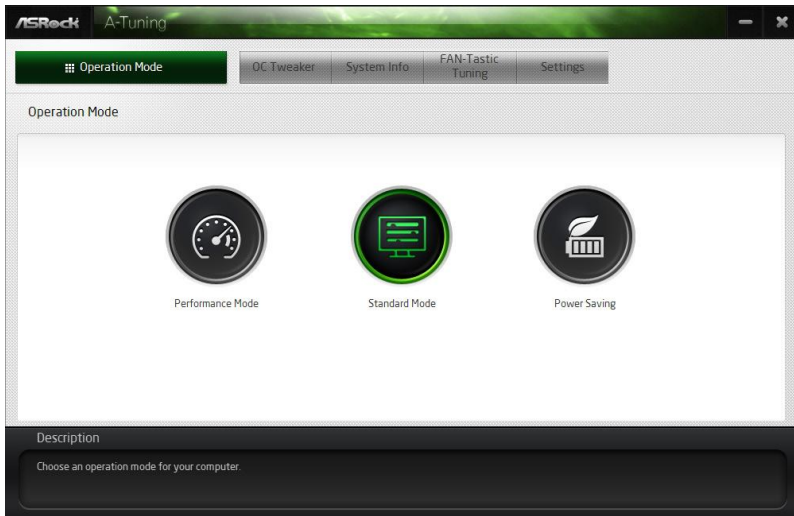 ASRock A-Tuning
Operation Mode OC Tweaker System Info FAN-Tastic Tuning Settings
Operation Mode
Performance Mode Standard Mode Power Saving
Description
Choose an operation mode for your computer.